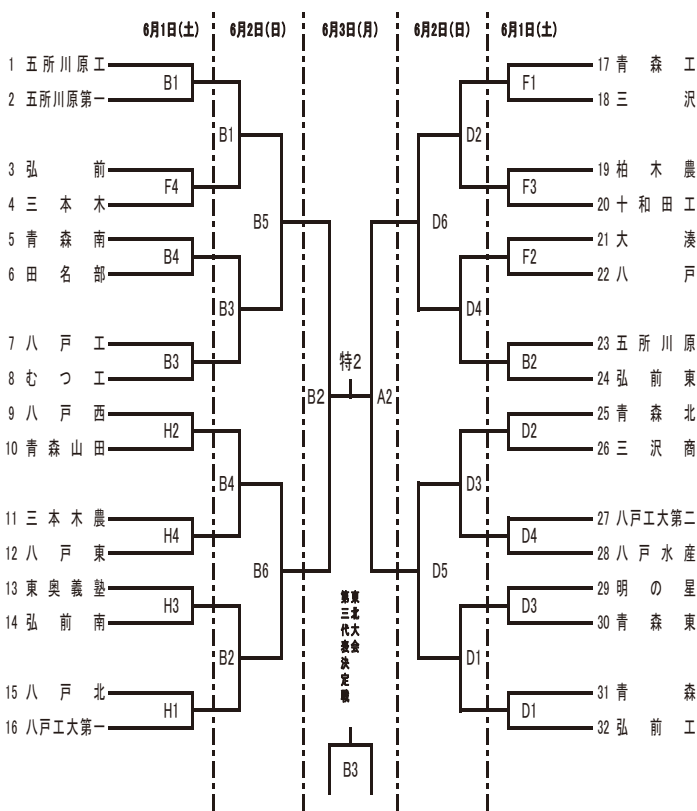 6月1日(土) 6月2日(日) 6月3日(月) 6月2日(日) 6月1日(土)
1 五所川原工
2 五所川原第一
B1
3 弘前
4 三本木
F4
B1
5 青森南
6 田名部
B4
7 八戸工
8 むつ工
B3
B3
B5
9 八戸西
10 青森山田
H2
11 三本木農
12 八戸東
H4
B4
13 東奥義塾
14 弘前南
H3
15 八戸北
16 八戸工大第一
H1
B2
B6
B2
特2
A2
17 青森工
18 三沢
F1
19 柏木農
20 十和田工
F3
D2
21 大湊
22 八戸
F2
23 五所川原
24 弘前東
B2
D4
D6
25 青森北
26 三沢商
D2
27 八戸工大第二
28 八戸水産
D4
D3
29 明の星
30 青森東
D3
31 青森
32 弘前工
D1
D1
D5
東北大会
第三代表決定戦
B3